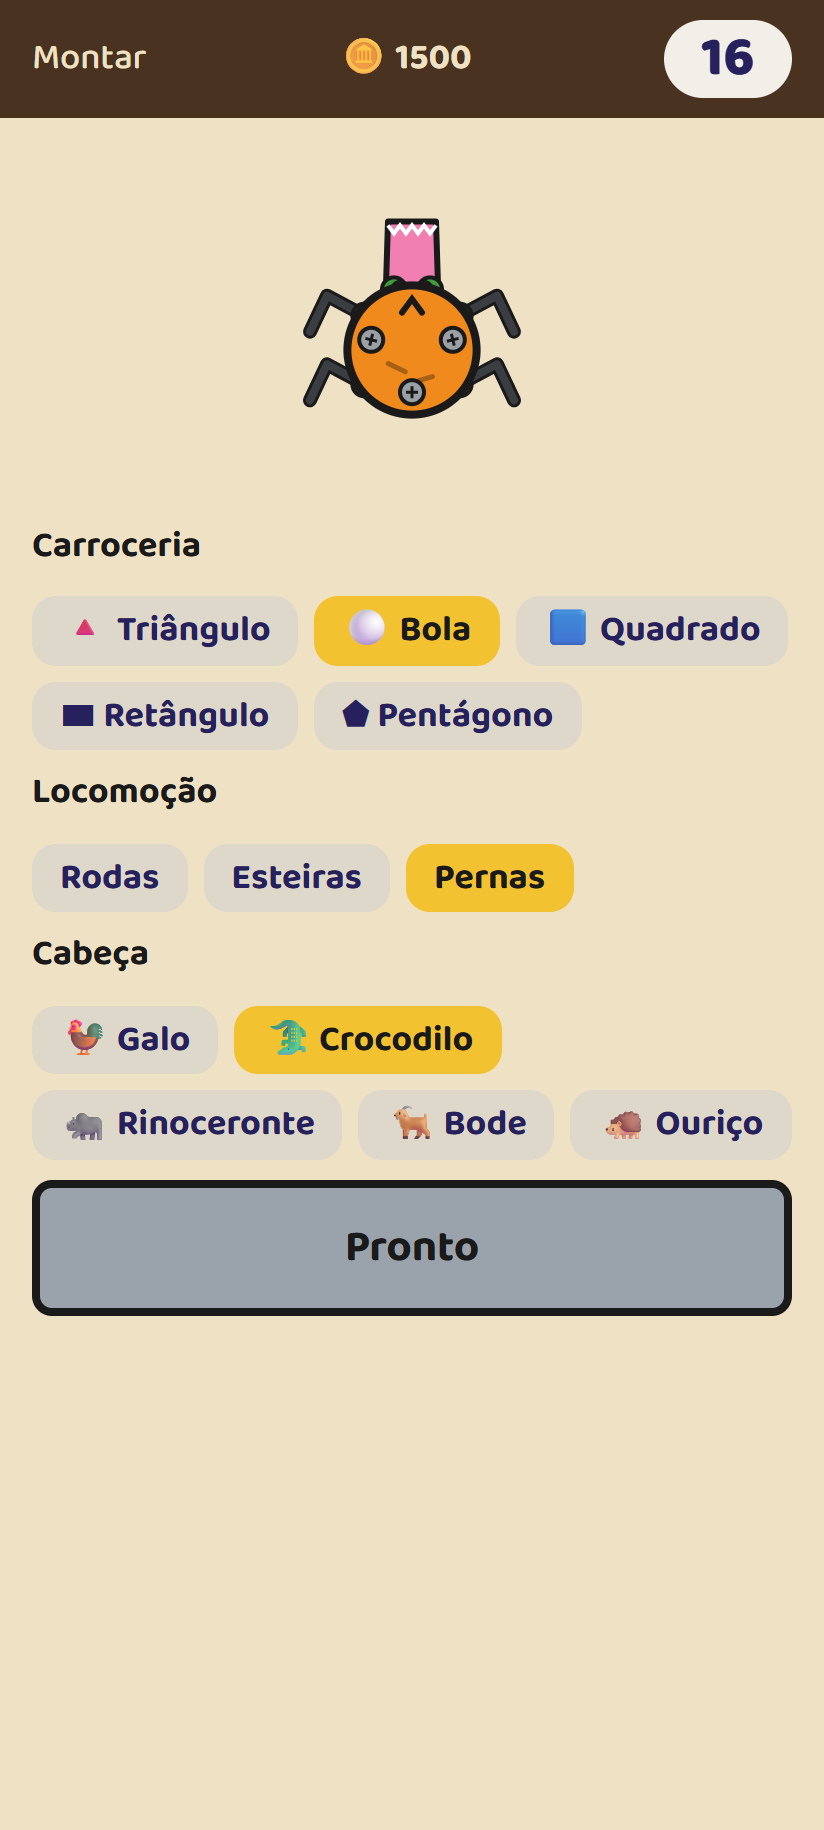 Montar 1500 16
Carroceria
Triângulo Bola Quadrado
Retângulo Pentágono
Locomoção
Rodas Esteiras Pernas
Cabeça
Galo Crocodilo
Rinoceronte Bode Ouriço
Pronto